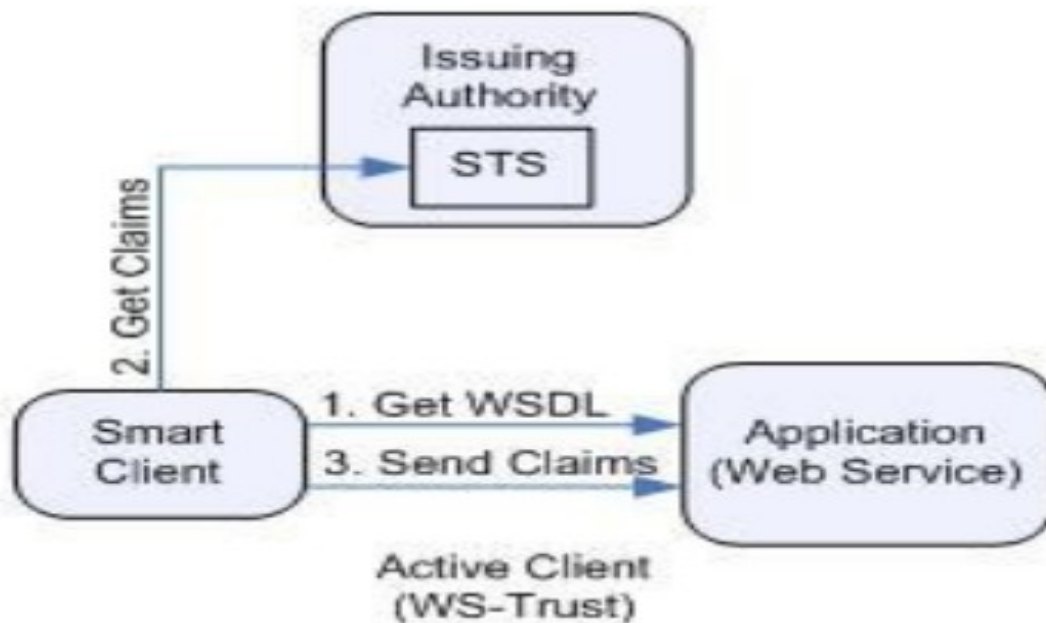 Issuing
Authority
STS
2. Get Claims
Smart
Client
1. Get WSDL
3. Send Claims
Application
(Web Service)
Active Client
(WS-Trust)